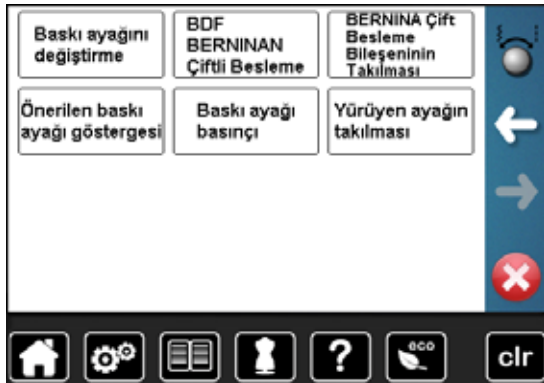 Baskı ayağını
değiştirme
BDF
BERNINAN
Çiftli Besleme
BERNINA Çift
Besleme
Bileşeninin
Takılması
Önerilen baskı
ayağı göstergesi
Baskı ayağı
basınçı
Yürüyen ayağın
takılması
?
eco
clr